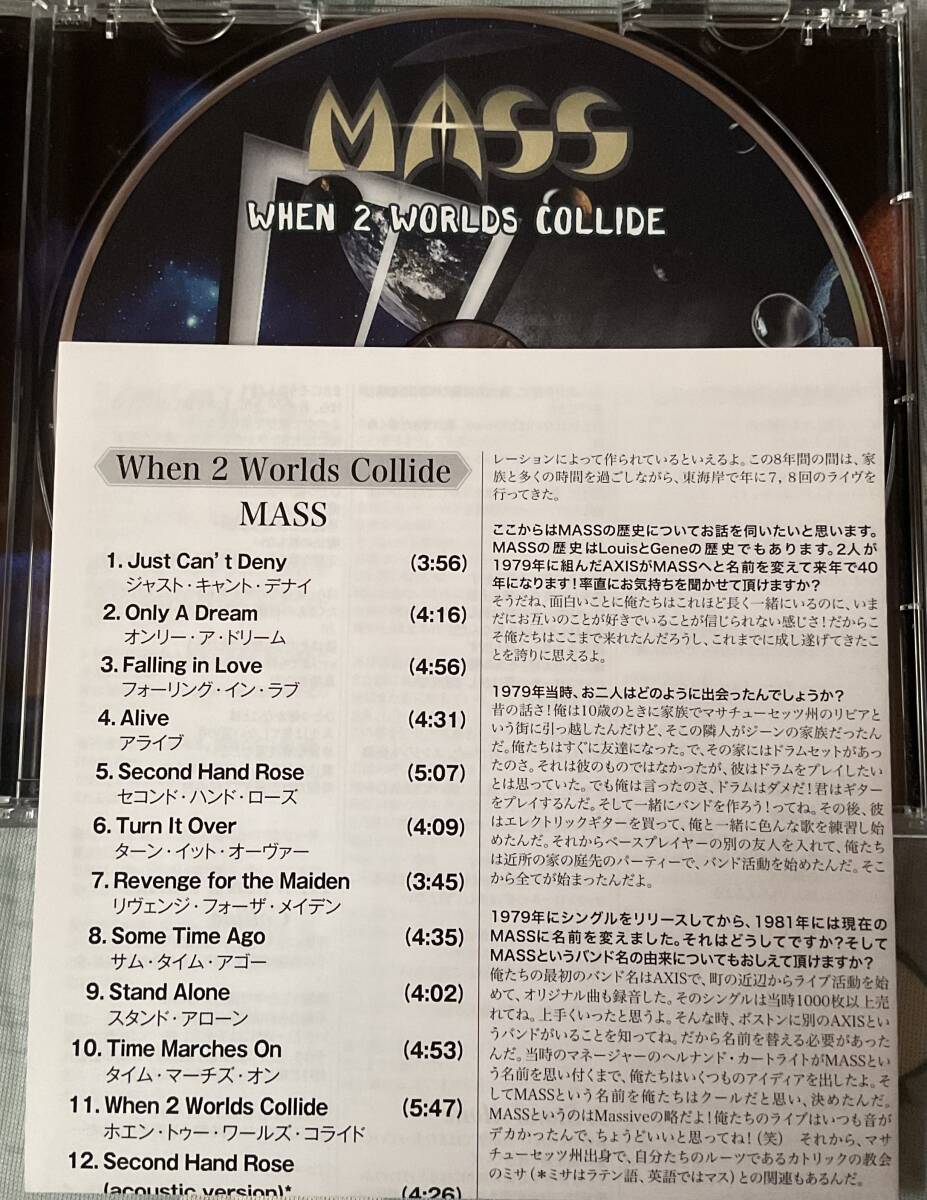 MASS
WHEN 2 WORLDS COLLIDE
When 2 Worlds Collide
MASS
1. Just Can't Deny (3:56)
ジャスト・キャント・デナイ
2. Only A Dream (4:16)
オンリー・ア・ドリーム
3. Falling in Love (4:56)
フォーリング・イン・ラブ
4. Alive (4:31)
アライブ
5. Second Hand Rose (5:07)
セコンド・ハンド・ローズ
6. Turn It Over (4:09)
ターン・イット・オーヴァー
7. Revenge for the Maiden (3:45)
リヴェンジ・フォーザ・メイデン
8. Some Time Ago (4:35)
サム・タイム・アゴー
9. Stand Alone (4:02)
スタンド・アローン
10. Time Marches On (4:53)
タイム・マーチズ・オン
11. When 2 Worlds Collide (5:47)
ホエン・トゥー・ワールズ・コライド
12. Second Hand Rose
(acoustic version)* (4:26)
レーションによって作られているといえるよ。この8年間の間は、家
族と多くの時間を過ごしながら、東海岸で年に7，8回のライヴを
行ってきた。
ここからはMASSの歴史についてお話を伺いたいと思います。
MASSの歴史はLouisとGeneの歴史でもあります。2人が
1979年に組んだAXISがMASSへと名前を変えて来年で40
年になります！率直にお気持ちを聞かせて頂けますか？
そうだね、面白いことに俺たちはこれほど長く一緒にいるのに、いま
だにお互いのことが好きでいることが信じられない感じさ！だからこ
そ俺たちはここまで来れたんだろうし、これまでに成し遂げてきたこ
とを誇りに思えるよ。
1979年当時、お二人はどのように出会ったんでしょうか？
昔の話さ！俺は10歳のときに家族でマサチューセッツ州のリビアと
いう街に引っ越したんだけど、そこの隣人がジーンの家族だったん
だ。俺たちはすぐに友達になった。で、その家にはドラムセットがあっ
たのさ。それは彼のものではなかったが、彼はドラムをプレイしたい
とは思っていた。でも俺は言ったのさ、ドラムはダメだ！君はギター
をプレイするんだ。そして一緒にバンドを作ろう！ってね。その後、彼
はエレクトリックギターを買って、俺と一緒に色んな歌を練習し始
めたんだ。それからベースプレイヤーの別の友人を入れて、俺たち
は近所の家の庭先のパーティーで、バンド活動を始めたんだ。そこ
から全てが始まったんだよ。
1979年にシングルをリリースしてから、1981年には現在の
MASSに名前を変えました。それはどうしてですか？そして
MASSというバンド名の由来についてもおしえて頂けますか？
俺たちの最初のバンド名はAXISで、町の近辺からライブ活動を始
めて、オリジナル曲も録音した。そのシングルは当時1000枚以上売
れてね。上手くいったと思うよ。そんな時、ボストンに別のAXISとい
うバンドがいることを知ってね。だから名前を替える必要があった
んだ。当時のマネージャーのヘルナンド・カートライトがMASSとい
う名前を思い付くまで、俺たちはいくつものアイディアを出したよ。そ
してMASSという名前を俺たちはクールだと思い、決めたんだ。
MASSというのはMassiveの略だよ！俺たちのライブはいつも音が
デカかったんで、ちょうどいいと思ってね！（笑） それから、マサ
チューセッツ州出身で、自分たちのルーツであるカトリックの教会
のミサ（＊ミサはラテン語、英語ではマス）との関連もあるんだ。